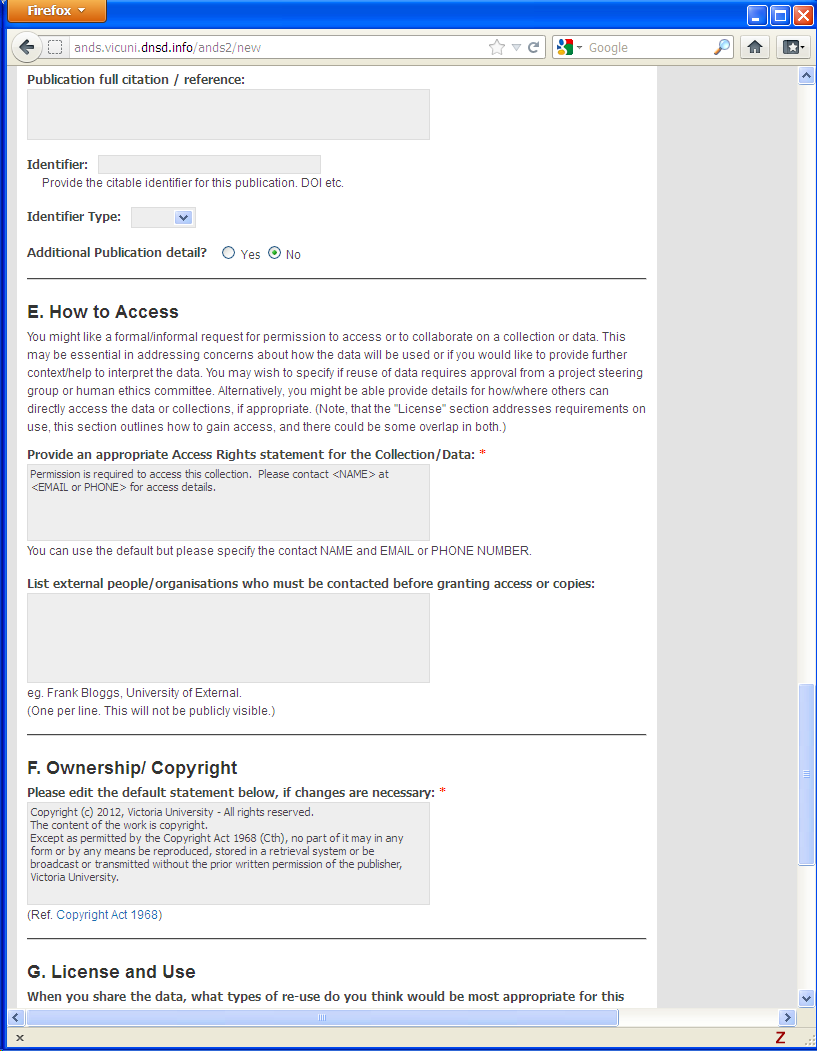 Firefox
ands.vicuni.dnsd.info/ands2/new
Google
Publication full citation / reference:
Identifier:
Provide the citable identifier for this publication. DOI etc.
Identifier Type:
Additional Publication detail? Yes No
E. How to Access
You might like a formal/informal request for permission to access or to collaborate on a collection or data. This
may be essential in addressing concerns about how the data will be used or if you would like to provide further
context/help to interpret the data. You may wish to specify if reuse of data requires approval from a project steering
group or human ethics committee. Alternatively, you might be able provide details for how/where others can
directly access the data or collections, if appropriate. (Note, that the "License" section addresses requirements on
use, this section outlines how to gain access, and there could be some overlap in both.)
Provide an appropriate Access Rights statement for the Collection/Data: *
Permission is required to access this collection. Please contact <NAME> at
<EMAIL or PHONE> for access details.
You can use the default but please specify the contact NAME and EMAIL or PHONE NUMBER.
List external people/organisations who must be contacted before granting access or copies:
eg. Frank Bloggs, University of External.
(One per line. This will not be publicly visible.)
F. Ownership/ Copyright
Please edit the default statement below, if changes are necessary: *
Copyright (c) 2012, Victoria University - All rights reserved.
The content of the work is copyright.
Except as permitted by the Copyright Act 1968 (Cth), no part of it may in any
form or by any means be reproduced, stored in a retrieval system or be
broadcast or transmitted without the prior written permission of the publisher,
Victoria University.
(Ref. Copyright Act 1968)
G. License and Use
When you share the data, what types of re-use do you think would be most appropriate for this
x
Z